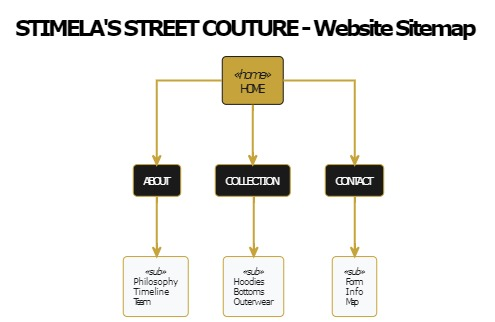 STIMELA'S STREET COUTURE - Website Sitemap
«home»
HOME
ABOUT
COLLECTION
CONTACT
«sub»
Philosophy
Timeline
Team
«sub»
Hoodies
Bottoms
Outerwear
«sub»
Form
Info
Map